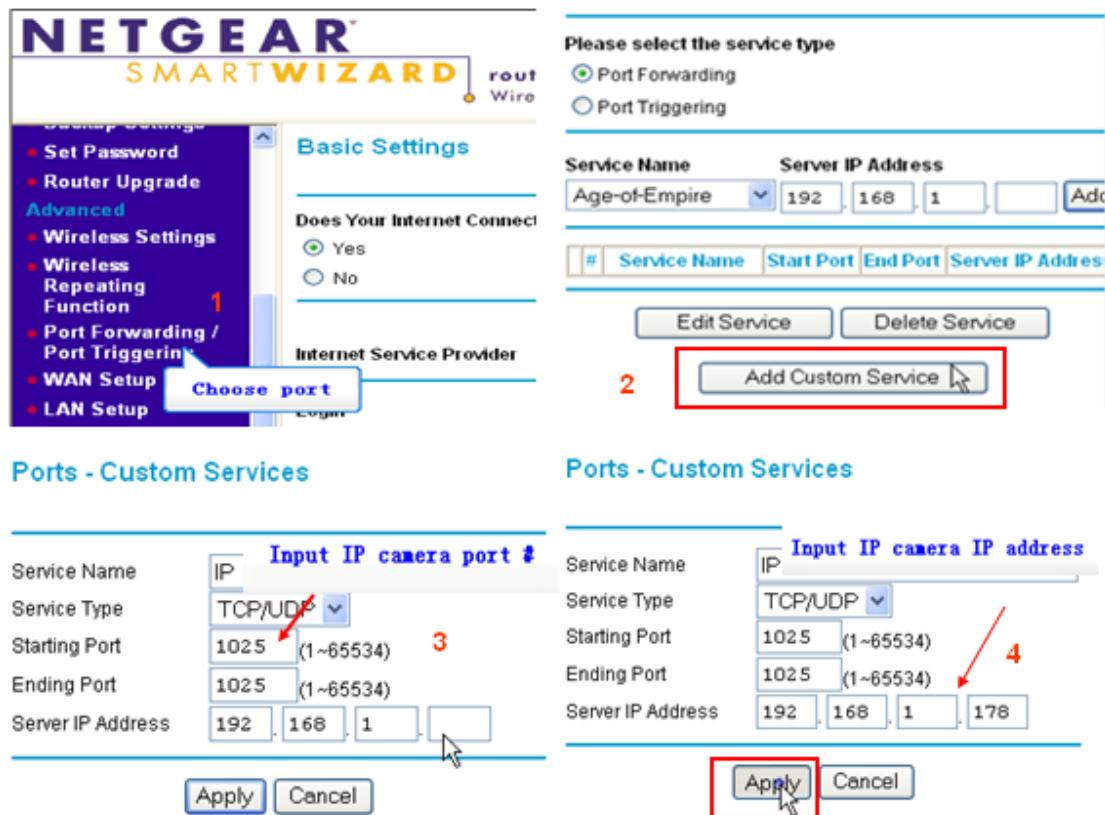 NETGEAR
SMARTWIZARD
rout
Wire
Backup Settings
Set Password
Router Upgrade
Advanced
Wireless Settings
Wireless
Repeating
Function
1
Port Forwarding /
Port Triggering
WAN Setup
LAN Setup
Choose port
Basic Settings
Does Your Internet Connect
Yes
No
Internet Service Provider
Login
Please select the service type
Port Forwarding
Port Triggering
Service Name Server IP Address
Age-of-Empire 192 . 168 . 1 . Add
# Service Name Start Port End Port Server IP Address
Edit Service Delete Service
2 Add Custom Service
Ports - Custom Services
Input IP camera port #
Service Name IP
Service Type TCP/UDP
Starting Port 1025 (1~65534) 3
Ending Port 1025 (1~65534)
Server IP Address 192 . 168 . 1 .
Apply Cancel
Ports - Custom Services
Input IP camera IP address
Service Name IP
Service Type TCP/UDP
Starting Port 1025 (1~65534)
4
Ending Port 1025 (1~65534)
Server IP Address 192 . 168 . 1 . 178
Apply Cancel